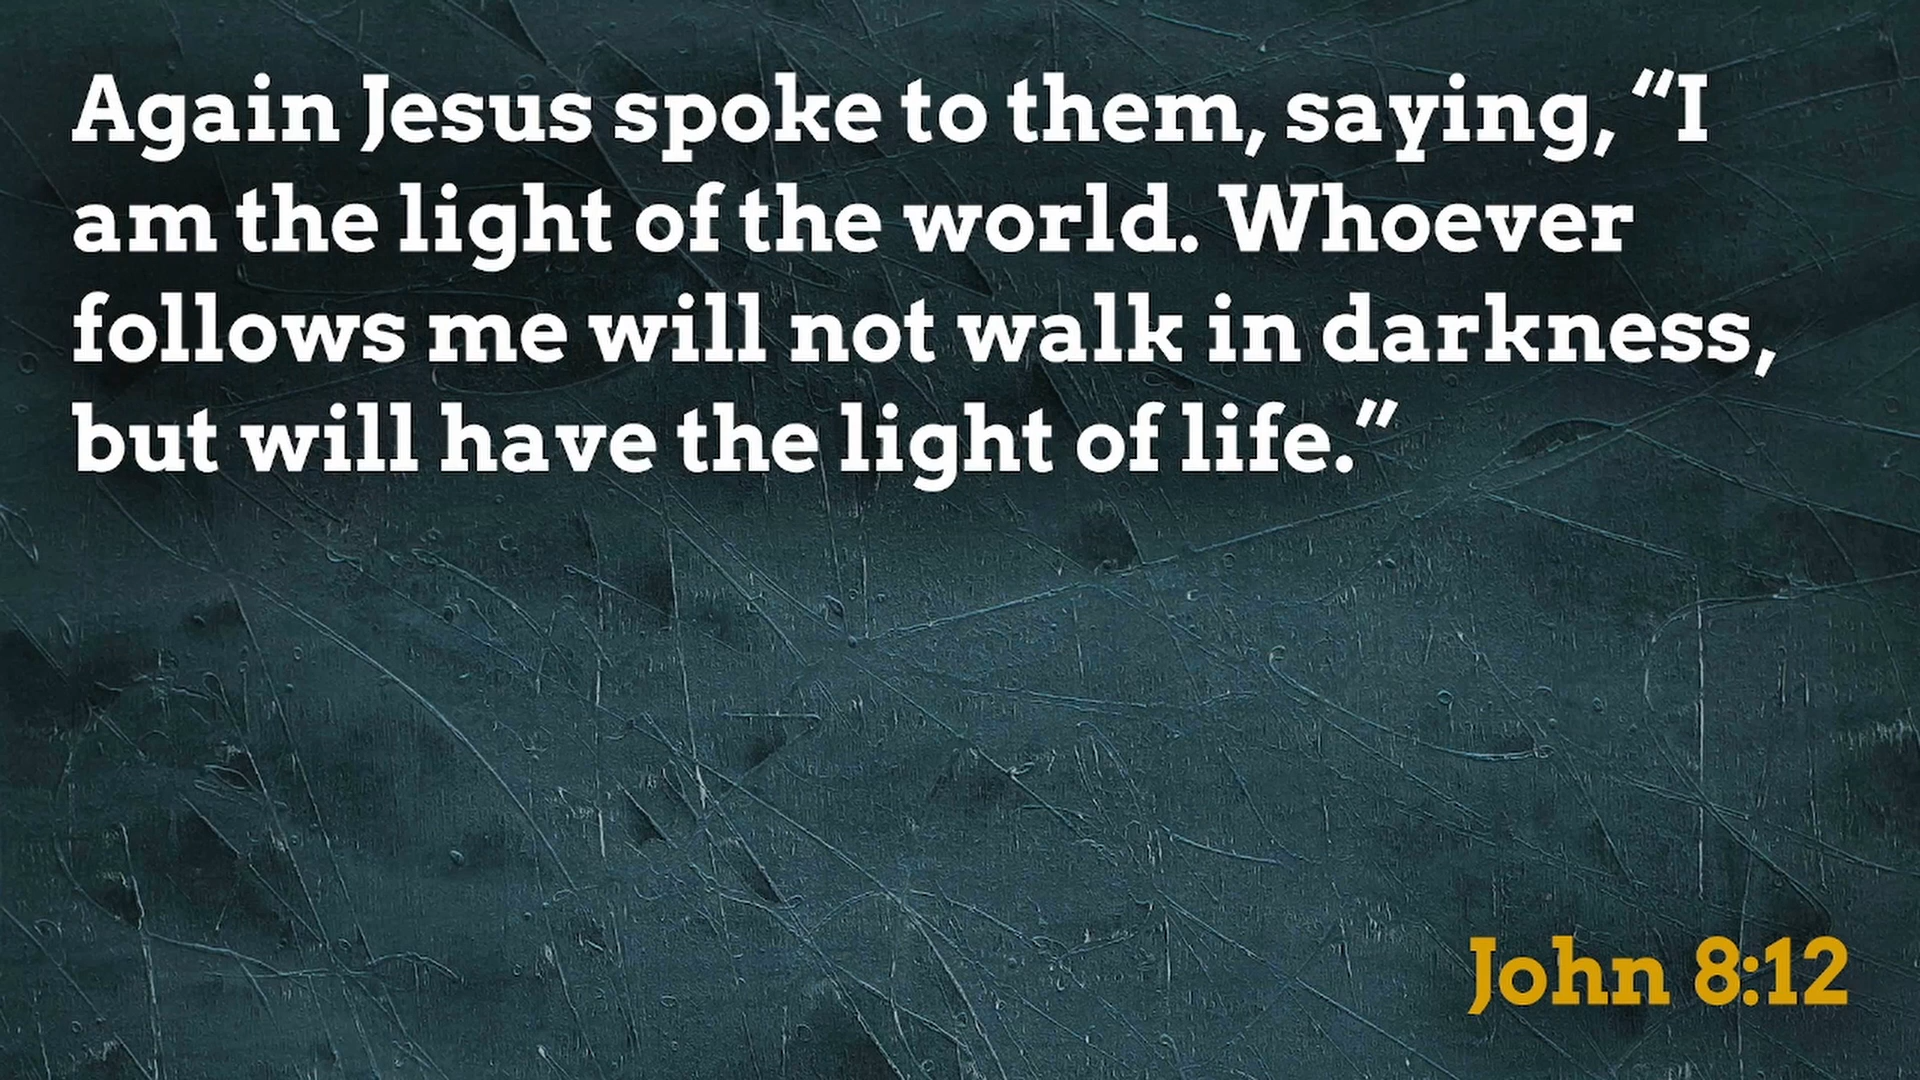 Again Jesus spoke to them, saying, “I
am the light of the world. Whoever
follows me will not walk in darkness,
but will have the light of life.”
John 8:12